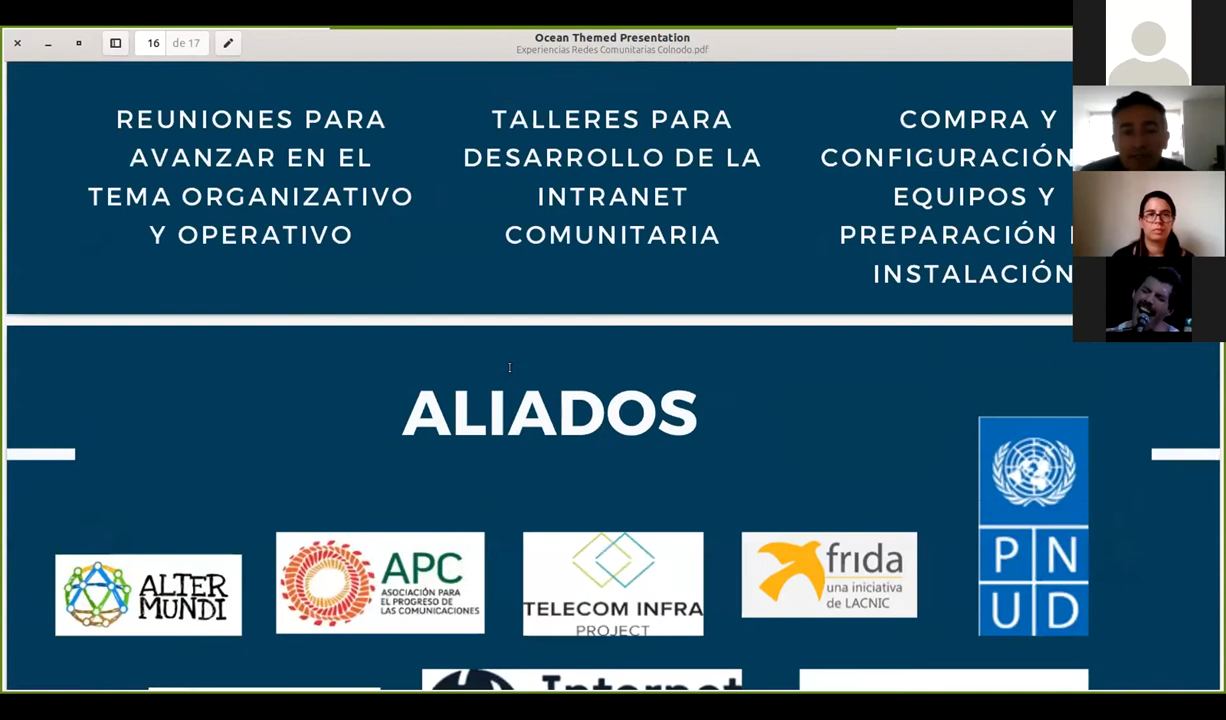 16
de 17
Ocean Themed Presentation
Experiencias Redes Comunitarias Colnodo.pdf
REUNIONES PARA
AVANZAR EN EL
TEMA ORGANIZATIVO
Y OPERATIVO
TALLERES PARA
DESARROLLO DE LA
INTRANET
COMUNITARIA
COMPRA Y
CONFIGURACIÓN
EQUIPOS Y
PREPARACIÓN
INSTALACIÓN
ALIADOS
ALTER
MUNDI
APC
ASOCIACIÓN PARA
EL PROGRESO DE
LAS COMUNICACIONES
TELECOM INFRA
PROJECT
frida
una iniciativa
de LACNIC
PN
UD
Internet